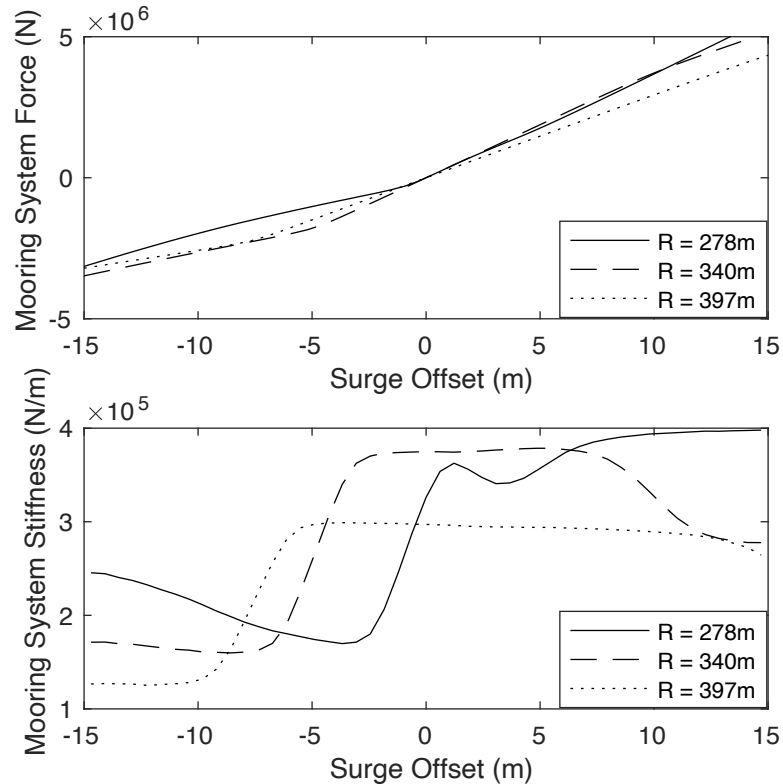 ×10^6
Mooring System Force (N)
5
0
-5
-15 -10 -5 0 5 10 15
Surge Offset (m)
R = 278m
R = 340m
R = 397m
×10^5
Mooring System Stiffness (N/m)
4
3
2
1
-15 -10 -5 0 5 10 15
Surge Offset (m)
R = 278m
R = 340m
R = 397m